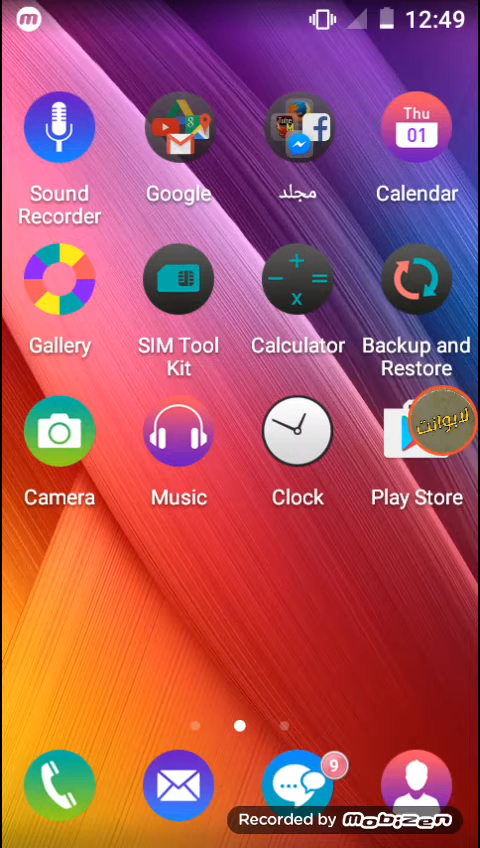 m
12:49
Thu
01
Sound
Recorder
Google
مجلد
Calendar
Gallery
SIM Tool
Kit
Calculator
Backup and
Restore
لايوانت
Camera
Music
Clock
Play Store
9
Recorded by Mobizen